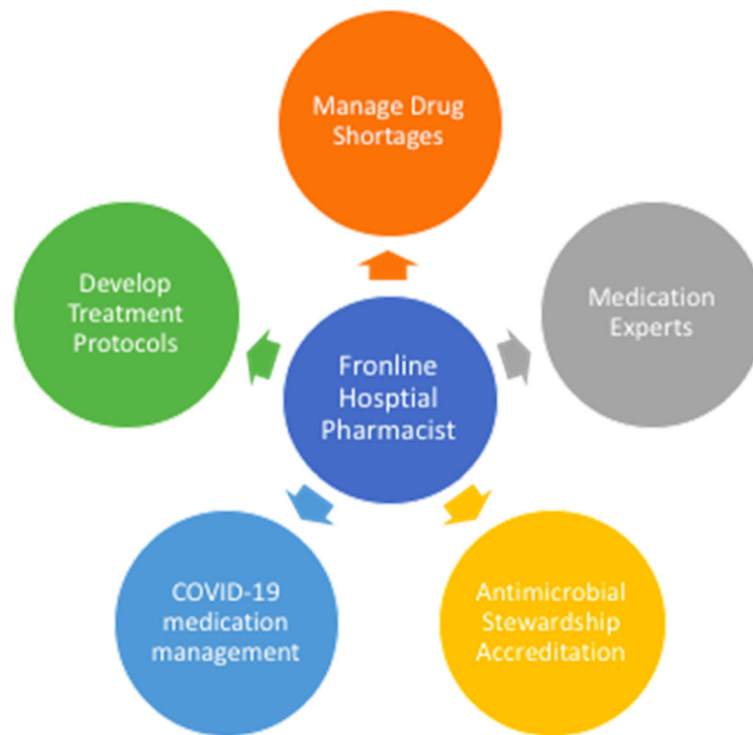 Manage Drug
Shortages
Develop
Treatment
Protocols
Medication
Experts
Fronline
Hosptial
Pharmacist
COVID-19
medication
management
Antimicrobial
Stewardship
Accreditation